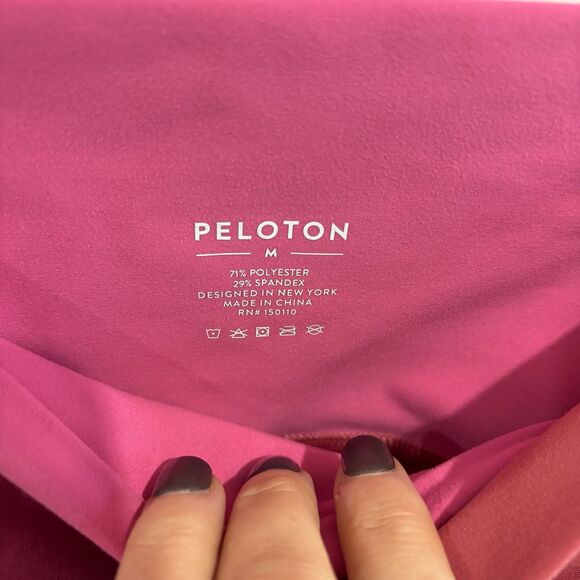 PELOTON
M
71% POLYESTER
29% SPANDEX
DESIGNED IN NEW YORK
MADE IN CHINA
RN# 150110